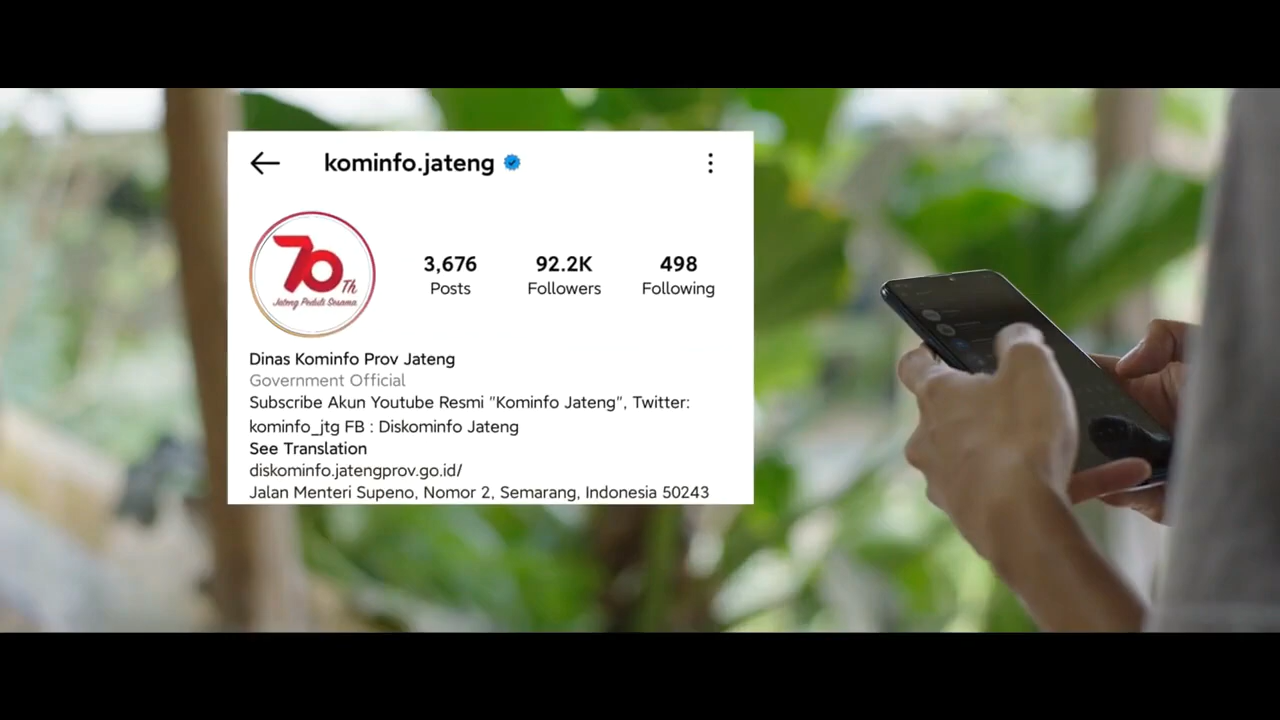 kominfo.jateng
70Th
Jateng Peduli Sesama
3,676 92.2K 498
Posts Followers Following
Dinas Kominfo Prov Jateng
Government Official
Subscribe Akun Youtube Resmi "Kominfo Jateng", Twitter:
kominfo_jtg FB : Diskominfo Jateng
See Translation
diskominfo.jatengprov.go.id/
Jalan Menteri Supeno, Nomor 2, Semarang, Indonesia 50243